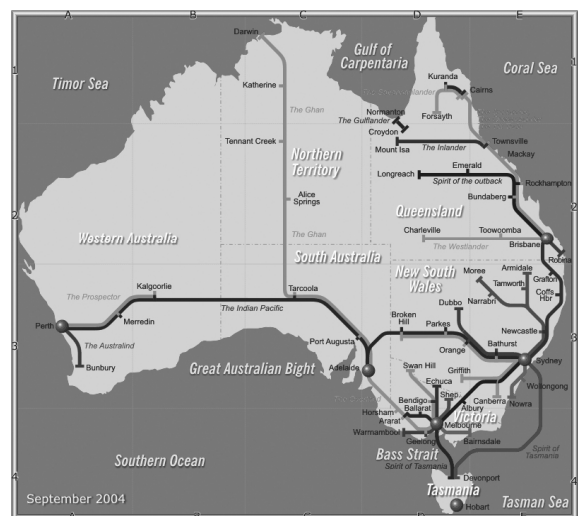 A B C D E
Darwin
Gulf of
Carpentaria
Coral Sea
1
1
Timor Sea
Kuranda
Cairns
Katherine
The Ghan
Normanton
The Gulflander
Croydon
Forsayth
Mount Isa
The Inlander
Townsville
Mackay
Tennant Creek
Northern
Territory
Emerald
Longreach
Spirit of the outback
Rockhampton
Bundaberg
Alice
Springs
2
2
Queensland
Charleville
Toowoomba
The Westlander
Brisbane
Robina
Western Australia
The Ghan
South Australia
New South
Wales
Moree
Armidale
Tamworth
Grafton
Coffs
Hbr
Narrabri
Dubbo
Kalgoorlie
The Prospector
Tarcoola
The Indian Pacific
Perth
Merredin
The Australind
Bunbury
Broken
Hill
Parkes
Newcastle
Port Augusta
Orange
Bathurst
Sydney
3
3
Great Australian Bight
Adelaide
Swan Hill
Griffith
Wollongong
Echuca
Shep.
Canberra
Nowra
Bendigo
Albury
Horsham
Ballarat
Ararat
Victoria
Melbourne
Warrnambool
Geelong
Bairnsdale
Bass Strait
Spirit of Tasmania
Spirit of
Tasmania
Southern Ocean
Devonport
4
4
Tasmania
Hobart
September 2004
Tasman Sea